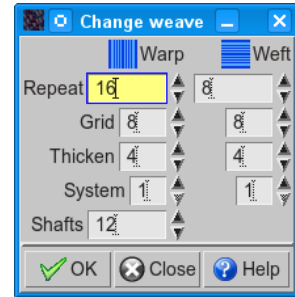 Change weave
Warp Weft
Repeat 16 8
Grid 8 8
Thicken 4 4
System 1 1
Shafts 12
OK Close Help